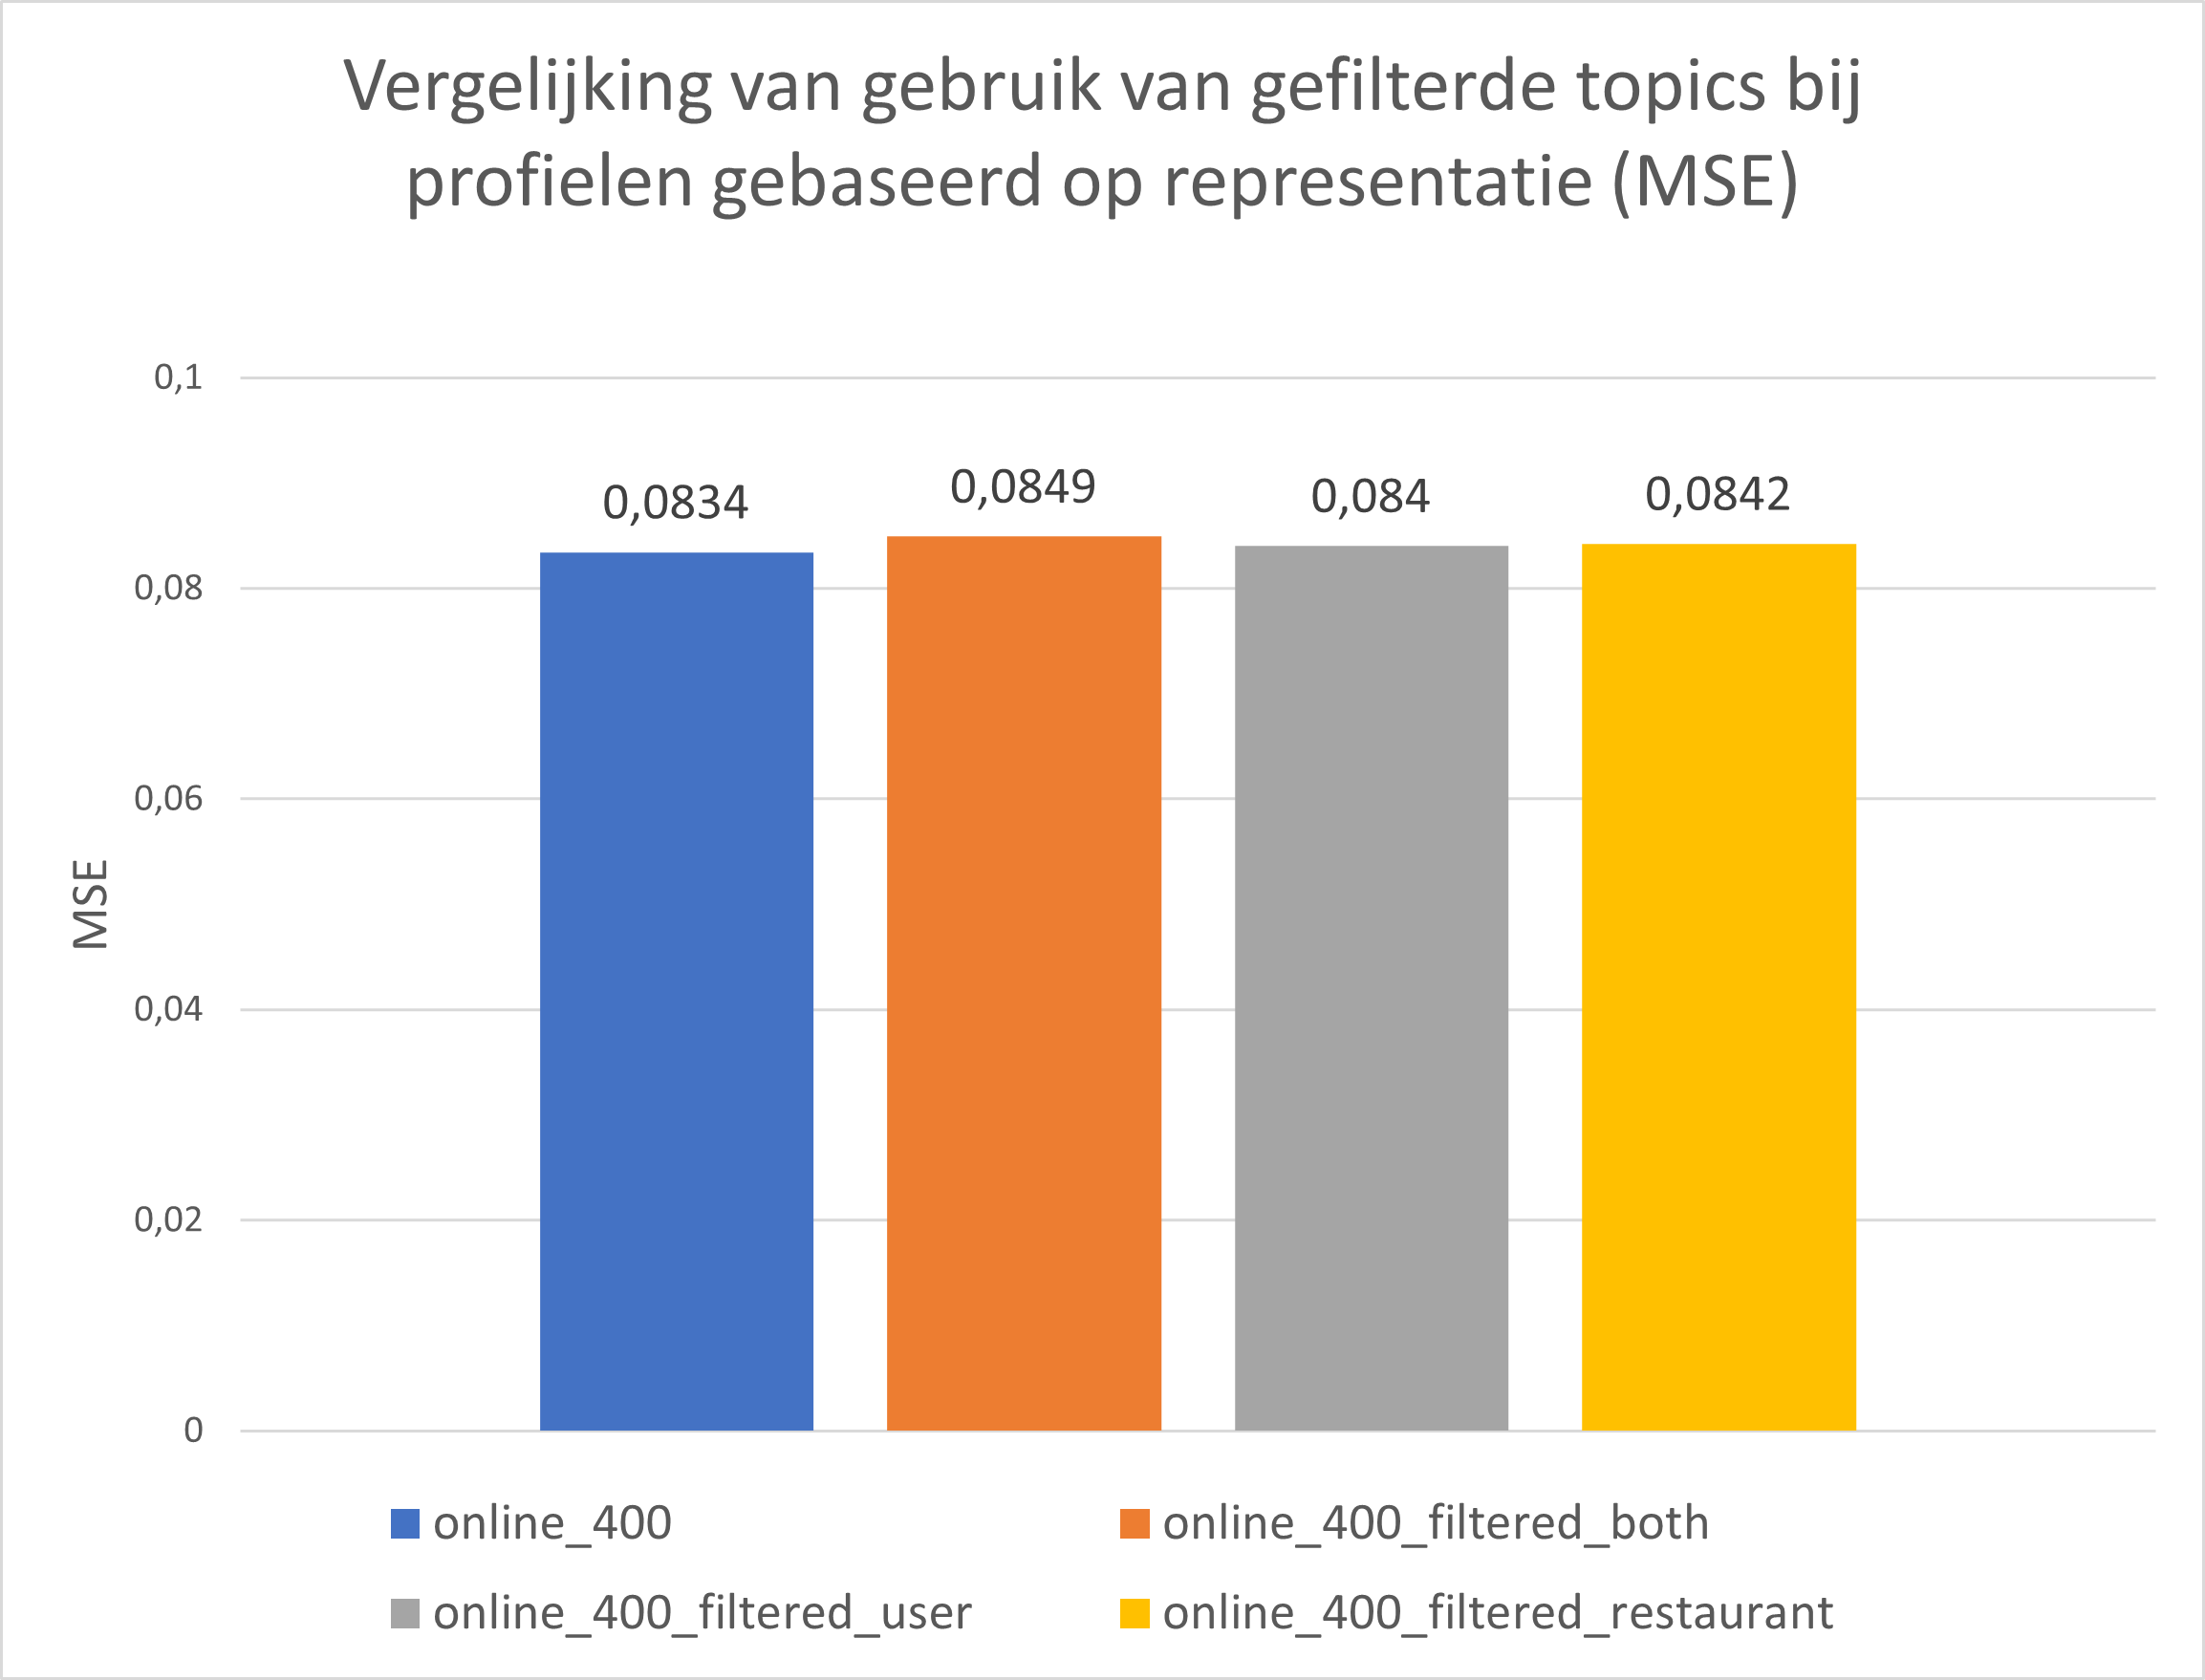 Vergelijking van gebruik van gefilterde topics bij
profielen gebaseerd op representatie (MSE)
0,1
0,08
0,06
0,04
0,02
0
MSE
0,0834
0,0849
0,084
0,0842
online_400
online_400_filtered_both
online_400_filtered_user
online_400_filtered_restaurant